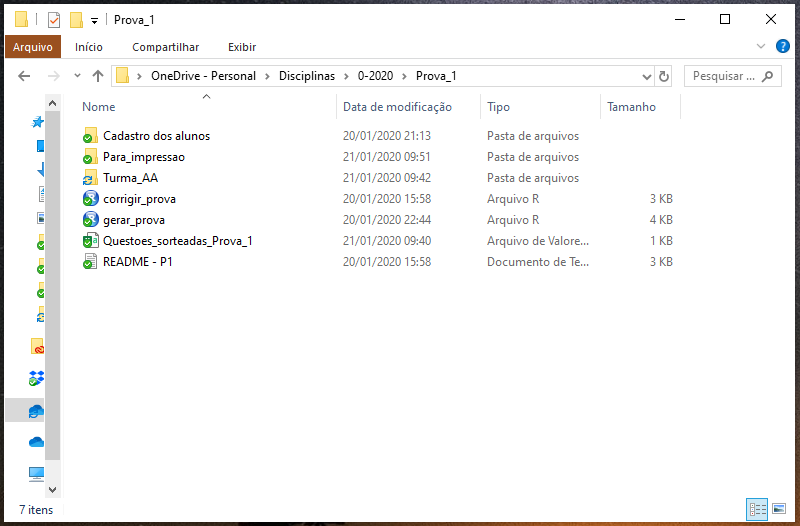 Prova_1
Arquivo Início Compartilhar Exibir
OneDrive - Personal > Disciplinas > 0-2020 > Prova_1 Pesquisar ...
Nome Data de modificação Tipo Tamanho
Cadastro dos alunos 20/01/2020 21:13 Pasta de arquivos
Para_impressao 21/01/2020 09:51 Pasta de arquivos
Turma_AA 21/01/2020 09:42 Pasta de arquivos
corrigir_prova 20/01/2020 15:58 Arquivo R 3 KB
gerar_prova 20/01/2020 22:44 Arquivo R 4 KB
Questoes_sorteadas_Prova_1 21/01/2020 09:40 Arquivo de Valore... 1 KB
README - P1 20/01/2020 15:58 Documento de Te... 3 KB
7 itens